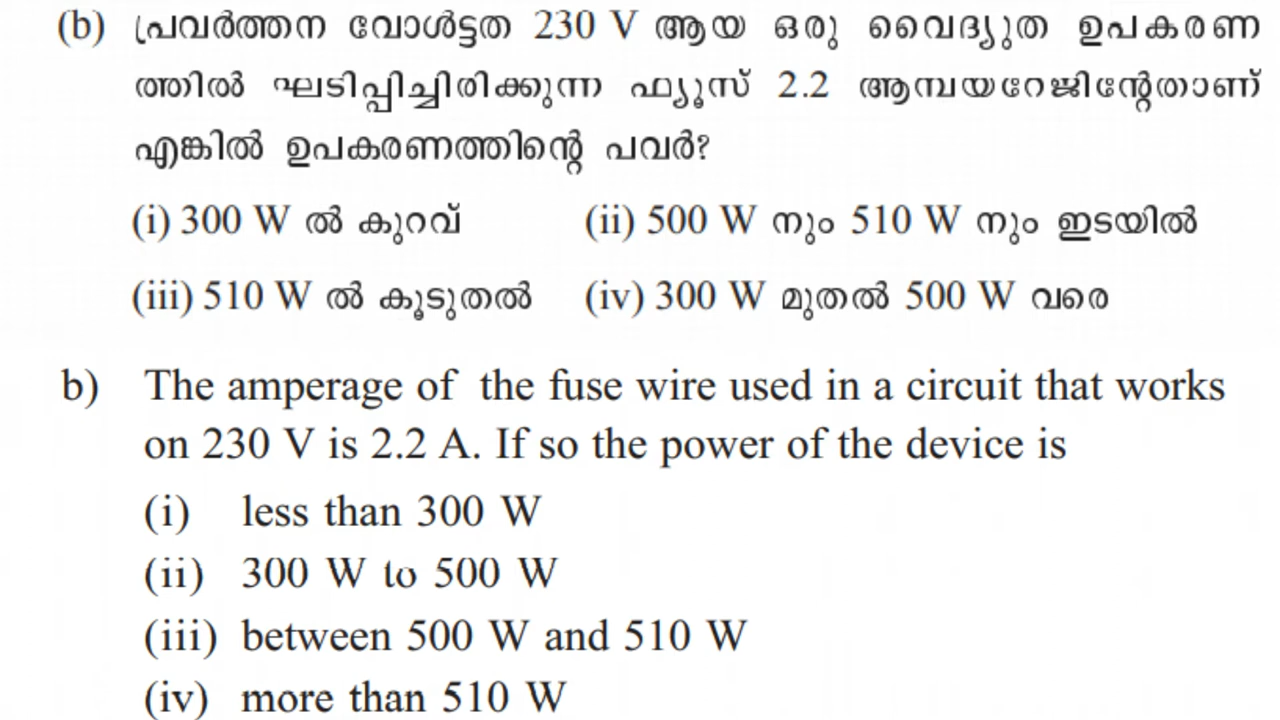 (b) പ്രവർത്തന വോൾട്ടത 230 V ആയ ഒരു വൈദ്യുത ഉപകരണ
ത്തിൽ ഘടിപ്പിച്ചിരിക്കുന്ന ഫ്യൂസ് 2.2 ആമ്പയറേജിന്റേതാണ്
എങ്കിൽ ഉപകരണത്തിന്റെ പവർ?
(i) 300 W ൽ കുറവ് (ii) 500 W നും 510 W നും ഇടയിൽ
(iii) 510 W ൽ കൂടുതൽ (iv) 300 W മുതൽ 500 W വരെ
b) The amperage of the fuse wire used in a circuit that works
on 230 V is 2.2 A. If so the power of the device is
(i) less than 300 W
(ii) 300 W to 500 W
(iii) between 500 W and 510 W
(iv) more than 510 W